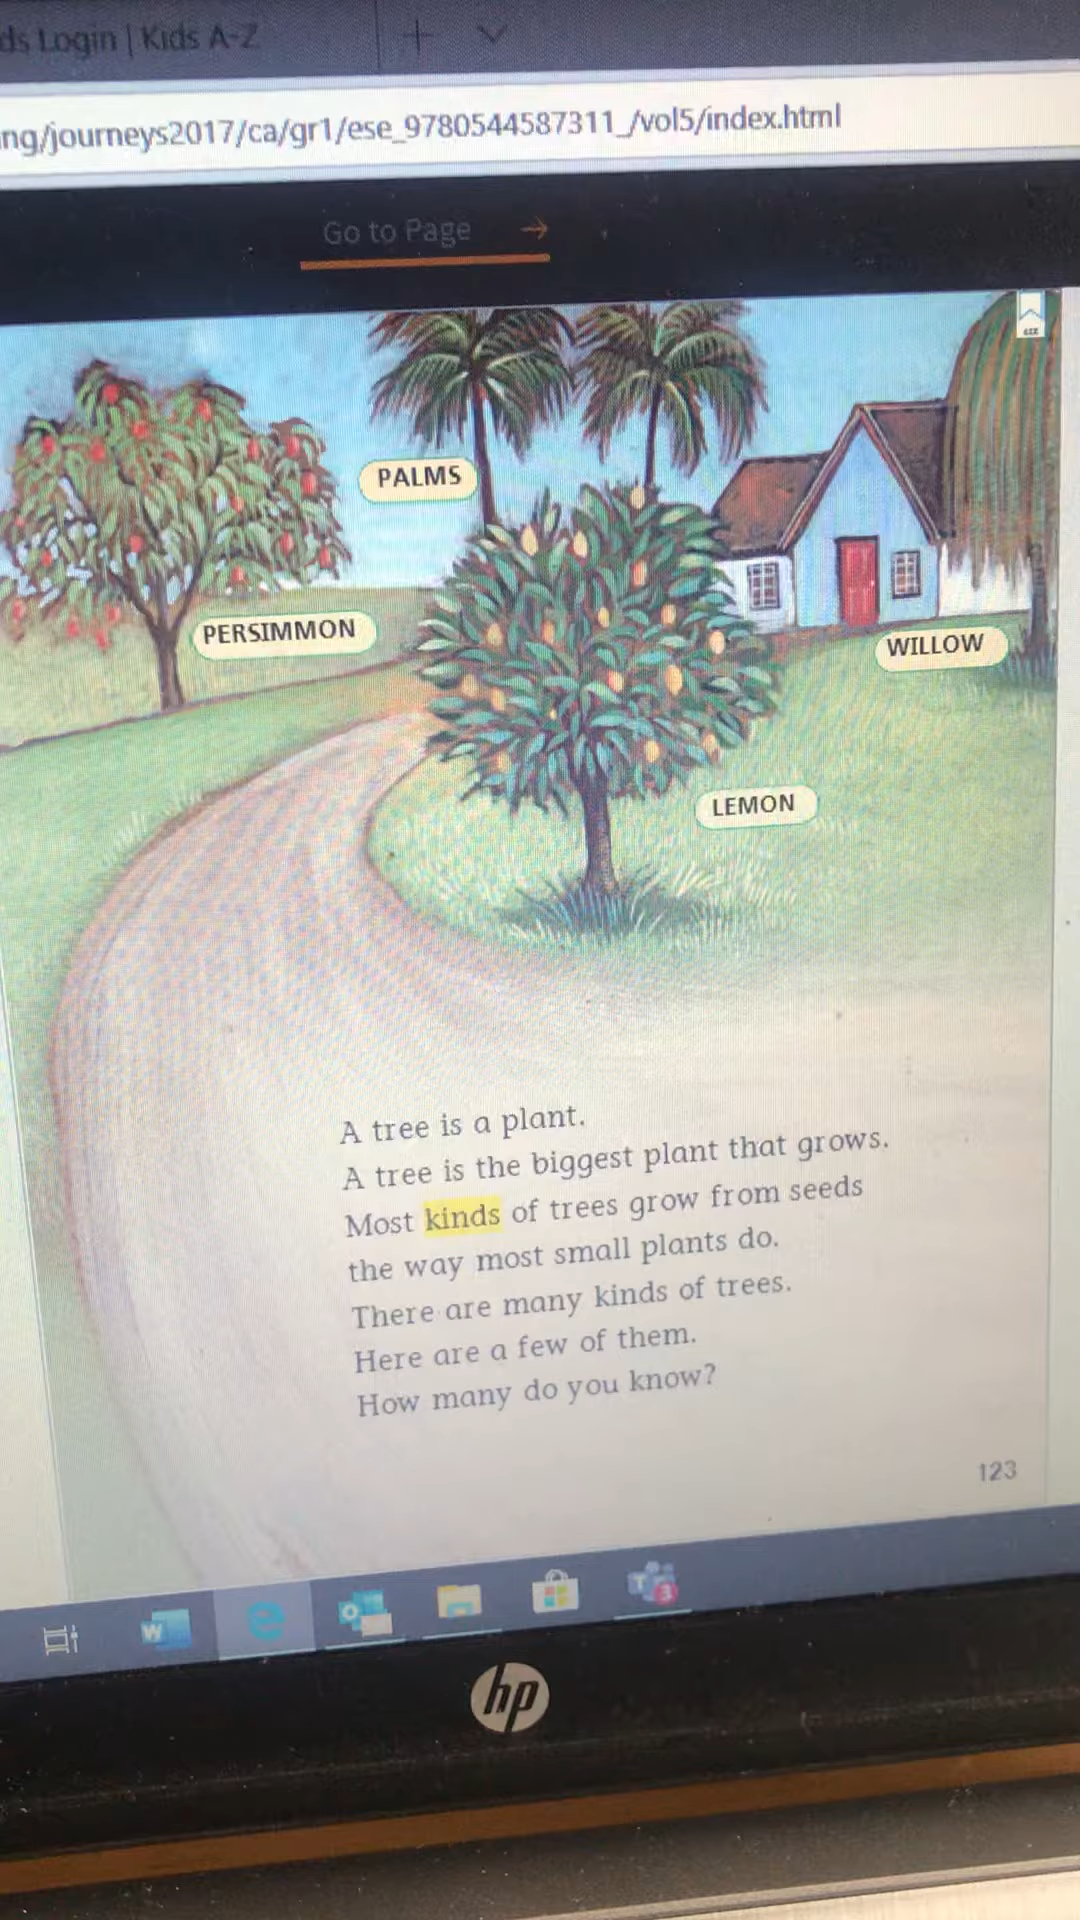 ds Login | Kids A-Z
ng/journeys2017/ca/gr1/ese_9780544587311_/vol5/index.html
Go to Page
PALMS
PERSIMMON
WILLOW
LEMON
A tree is a plant.
A tree is the biggest plant that grows.
Most kinds of trees grow from seeds
the way most small plants do.
There are many kinds of trees.
Here are a few of them.
How many do you know?
123
W
3
hp